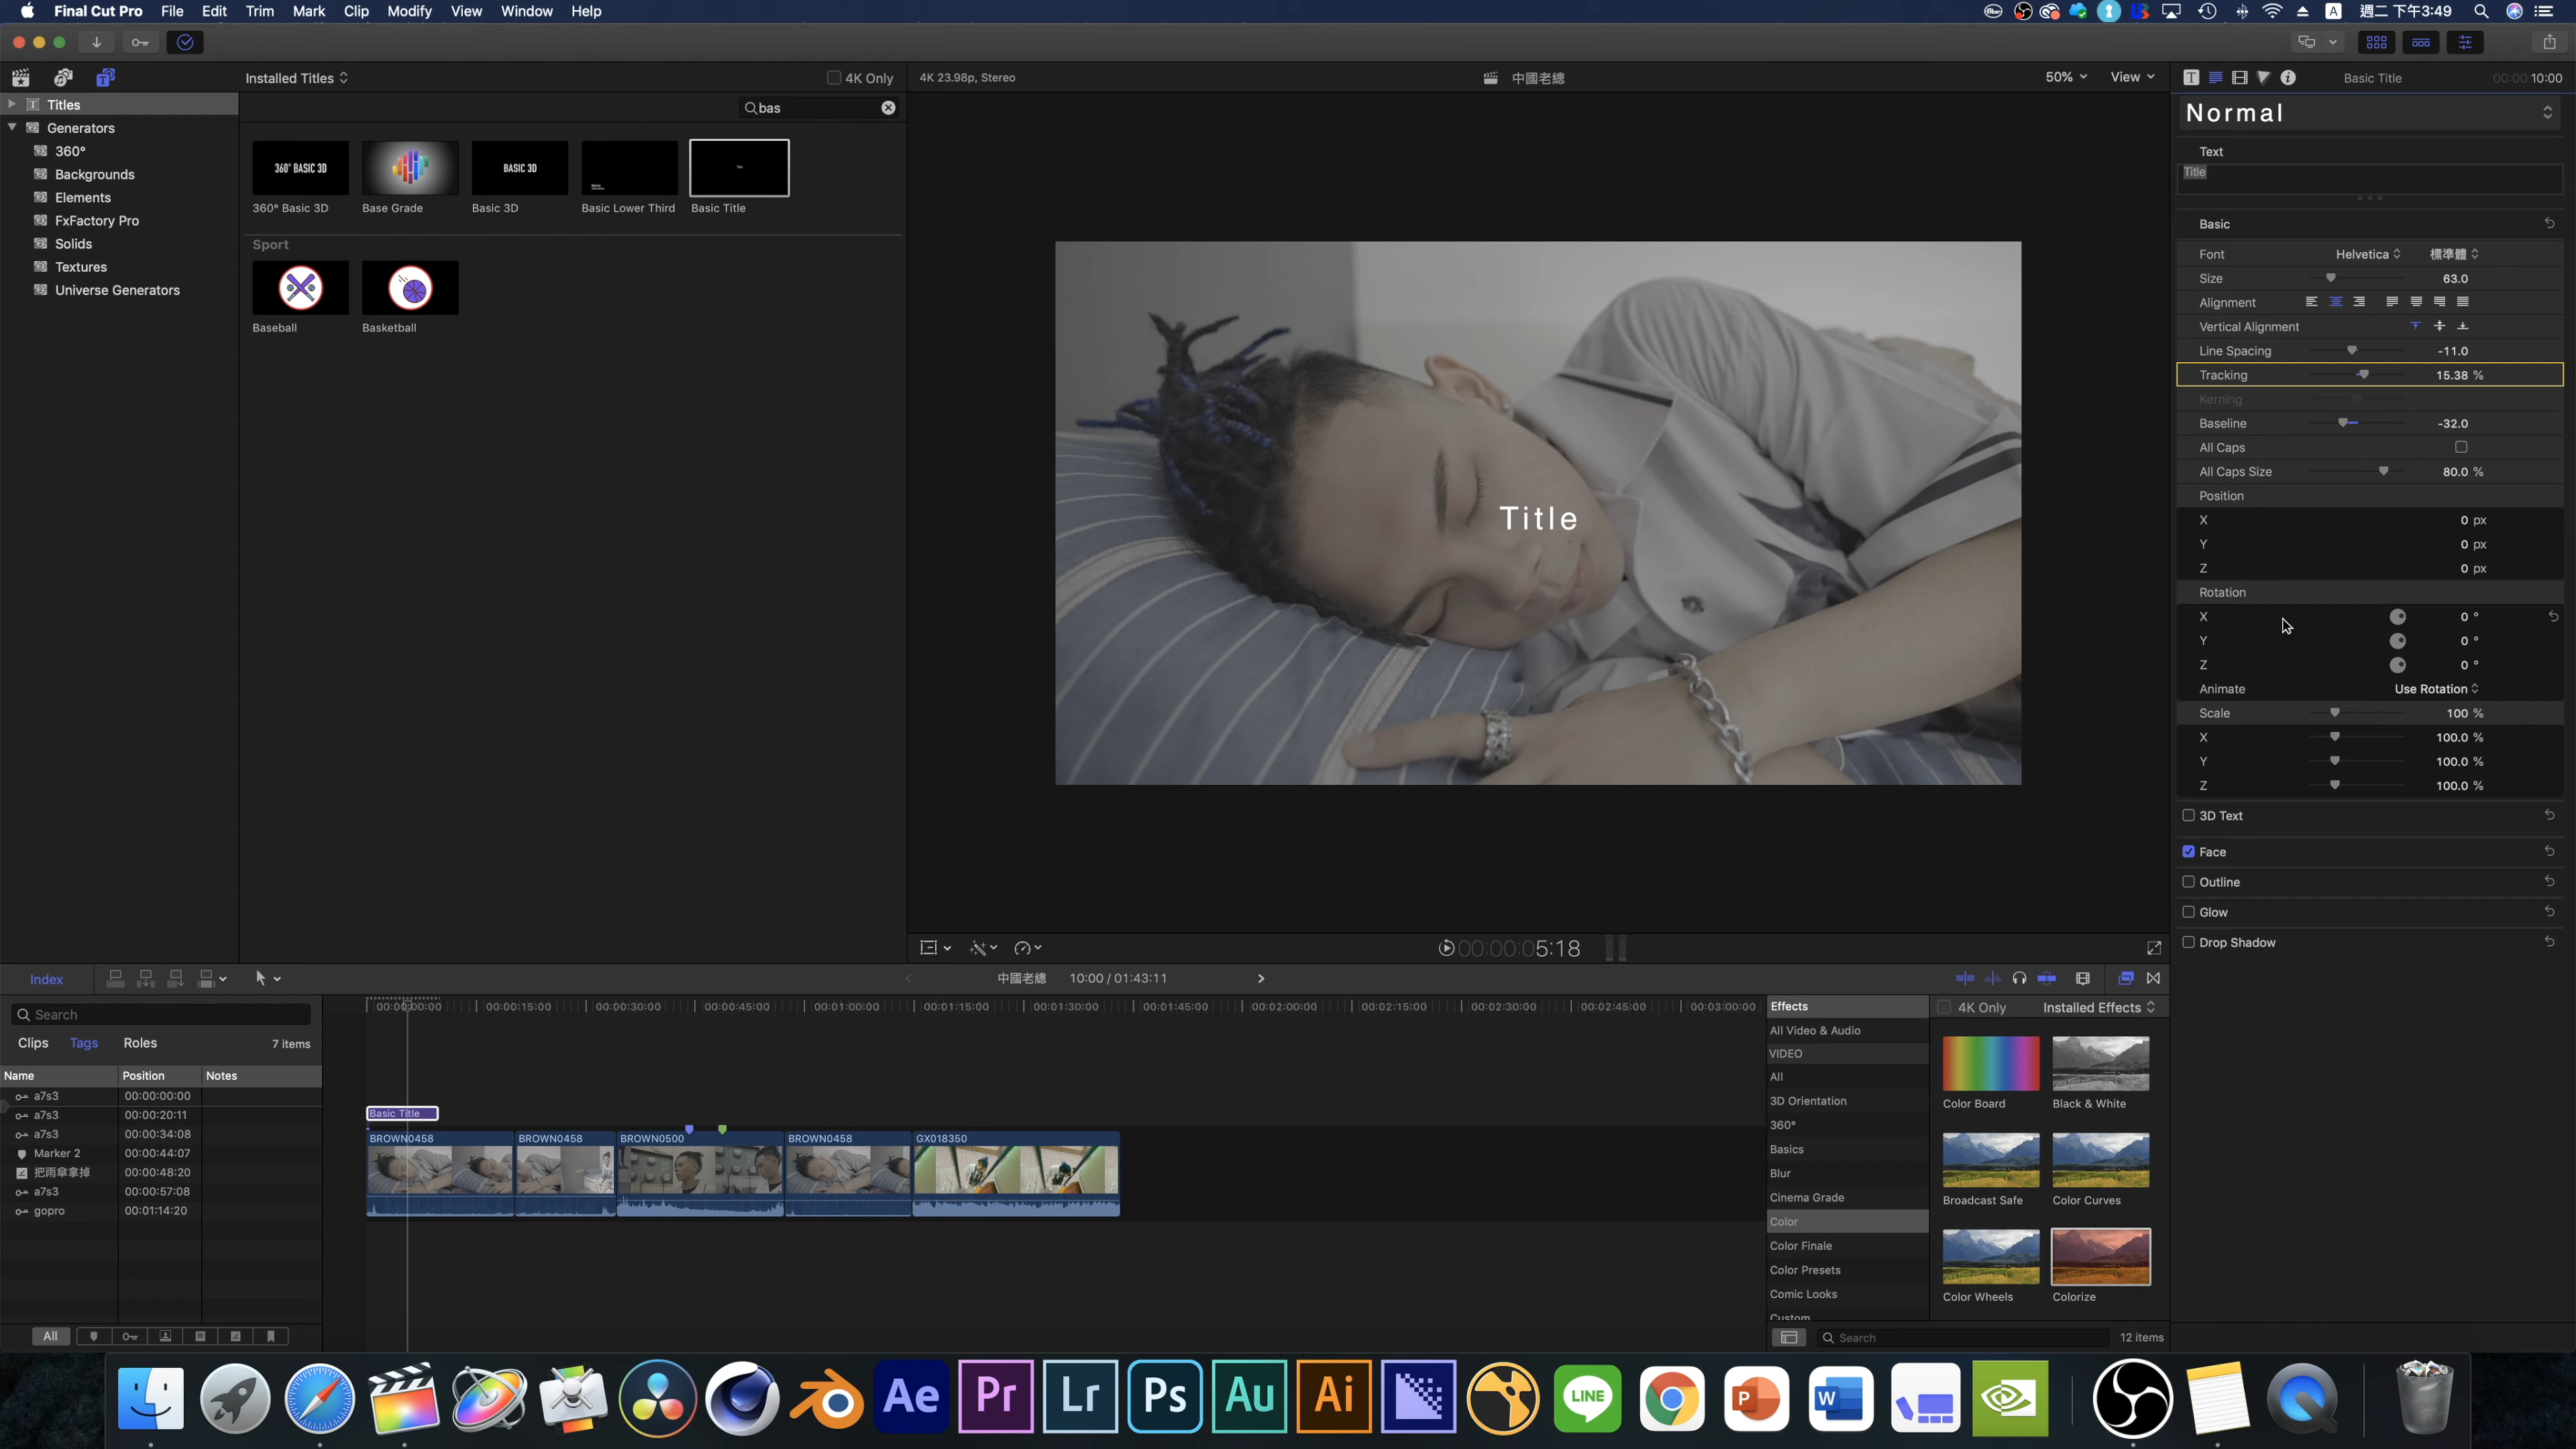 Final Cut Pro File Edit Trim Mark Clip Modify View Window Help
A 週二 下午3:49
Installed Titles
4K Only
4K 23.98p, Stereo
中國老總
50%
View
Basic Title
00:00:10:00
Titles
Generators
360°
Backgrounds
Elements
FxFactory Pro
Solids
Textures
Universe Generators
bas
360° BASIC 3D
BASIC 3D
360° Basic 3D
Base Grade
Basic 3D
Basic Lower Third
Basic Title
Sport
Baseball
Basketball
Title
Normal
Text
Title
Basic
Font Helvetica 標準體
Size 63.0
Alignment
Vertical Alignment
Line Spacing -11.0
Tracking 15.38 %
Kerning
Baseline -32.0
All Caps
All Caps Size 80.0 %
Position
X 0 px
Y 0 px
Z 0 px
Rotation
X 0 °
Y 0 °
Z 0 °
Animate Use Rotation
Scale 100 %
X 100.0 %
Y 100.0 %
Z 100.0 %
3D Text
Face
Outline
Glow
Drop Shadow
00:00:05:18
Index
中國老總 10:00 / 01:43:11
Search
Clips Tags Roles 7 items
Name Position Notes
a7s3 00:00:00:00
a7s3 00:00:20:11
a7s3 00:00:34:08
Marker 2 00:00:44:07
把雨傘拿掉 00:00:48:20
a7s3 00:00:57:08
gopro 00:01:14:20
All
00:00:00:00 00:00:15:00 00:00:30:00 00:00:45:00 00:01:00:00 00:01:15:00 00:01:30:00 00:01:45:00 00:02:00:00 00:02:15:00 00:02:30:00 00:02:45:00 00:03:00:00
Basic Title
BROWN0458 BROWN0458 BROWN0500 BROWN0458 GX018350
Effects
4K Only
Installed Effects
All Video & Audio
VIDEO
All
3D Orientation
360°
Basics
Blur
Cinema Grade
Color
Color Finale
Color Presets
Comic Looks
Custom
Color Board
Black & White
Broadcast Safe
Color Curves
Color Wheels
Colorize
Search
12 items
Ae Pr Lr Ps Au Ai LINE P W